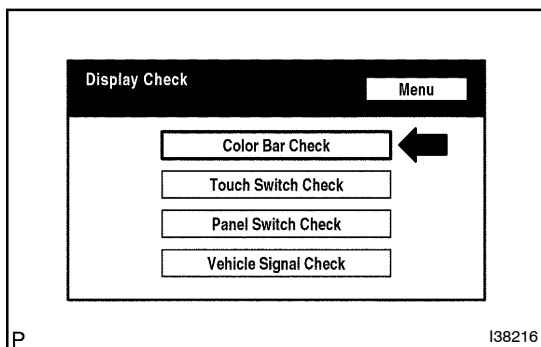 Display Check
Menu
Color Bar Check
Touch Switch Check
Panel Switch Check
Vehicle Signal Check
P
I38216